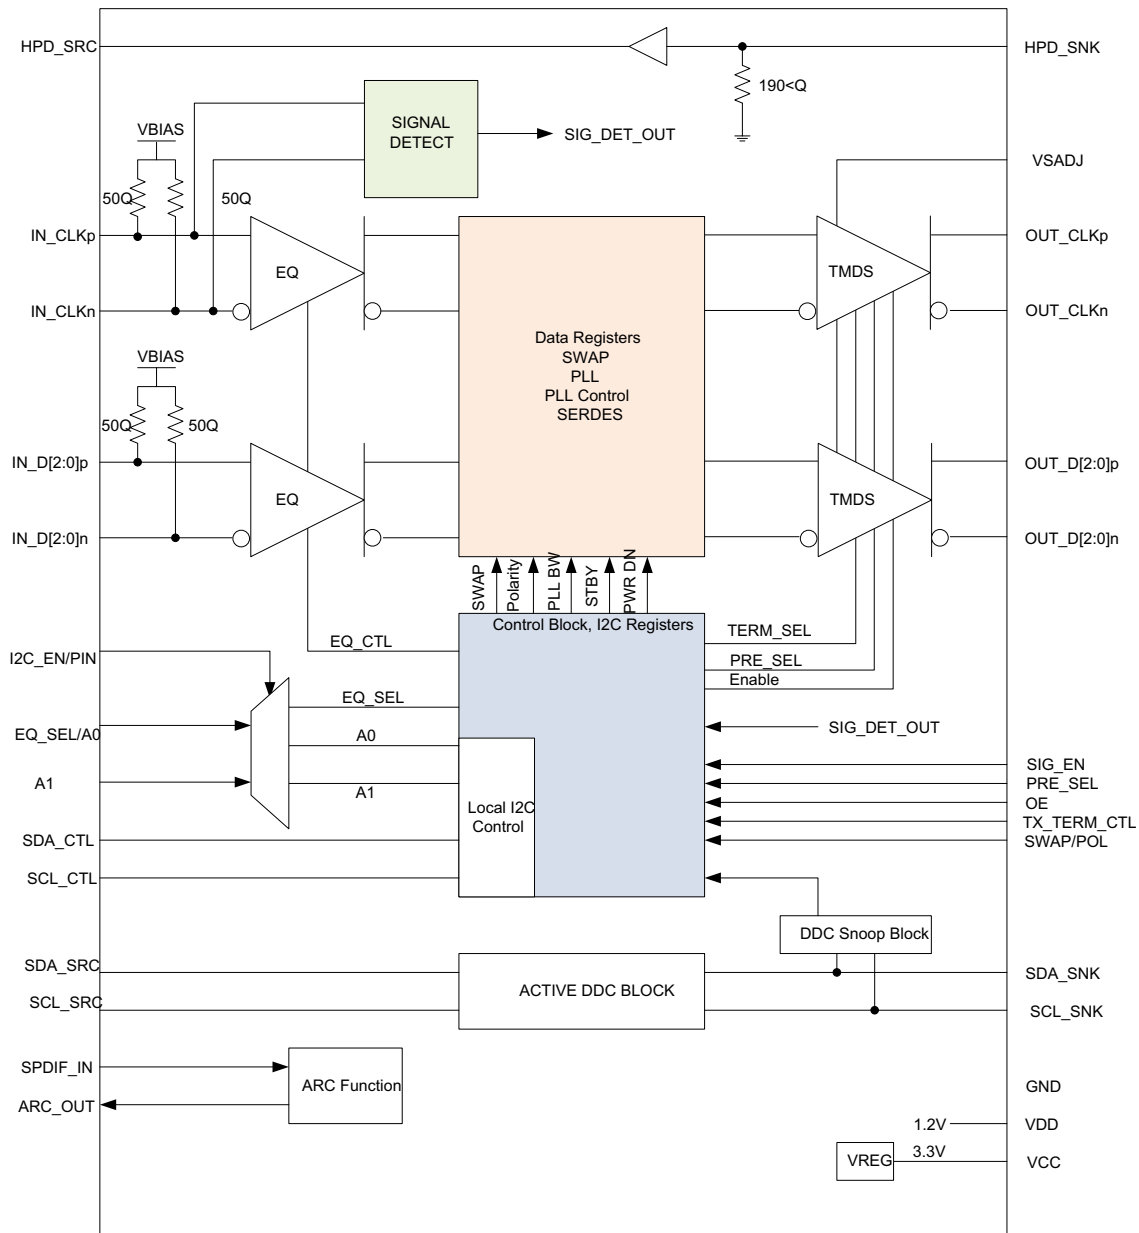 HPD_SRC
HPD_SNK
190<Q
SIGNAL
DETECT
SIG_DET_OUT
VBIAS
VSADJ
50Q
50Q
IN_CLKp
OUT_CLKp
EQ
TMDS
IN_CLKn
OUT_CLKn
Data Registers
SWAP
PLL
PLL Control
SERDES
VBIAS
50Q
50Q
IN_D[2:0]p
OUT_D[2:0]p
EQ
TMDS
IN_D[2:0]n
OUT_D[2:0]n
SWAP
Polarity
PLL BW
STBY
PWR DN
Control Block, I2C Registers
EQ_CTL
TERM_SEL
I2C_EN/PIN
PRE_SEL
Enable
EQ_SEL
EQ_SEL/A0
A0
SIG_DET_OUT
A1
A1
SIG_EN
PRE_SEL
OE
TX_TERM_CTL
SWAP/POL
Local I2C
Control
SDA_CTL
SCL_CTL
DDC Snoop Block
SDA_SRC
SDA_SNK
ACTIVE DDC BLOCK
SCL_SRC
SCL_SNK
SPDIF_IN
ARC Function
ARC_OUT
GND
1.2V
VDD
VREG
3.3V
VCC